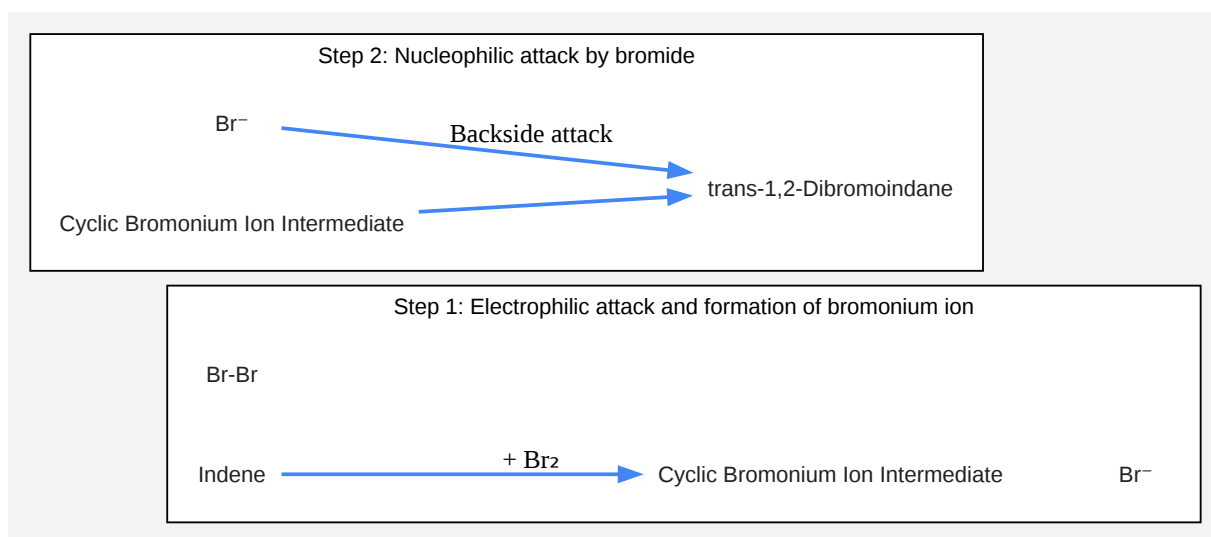 Step 2: Nucleophilic attack by bromide
Br⁻
Backside attack
trans-1,2-Dibromoindane
Cyclic Bromonium Ion Intermediate
Step 1: Electrophilic attack and formation of bromonium ion
Br-Br
+ Br₂
Indene
Cyclic Bromonium Ion Intermediate
Br⁻